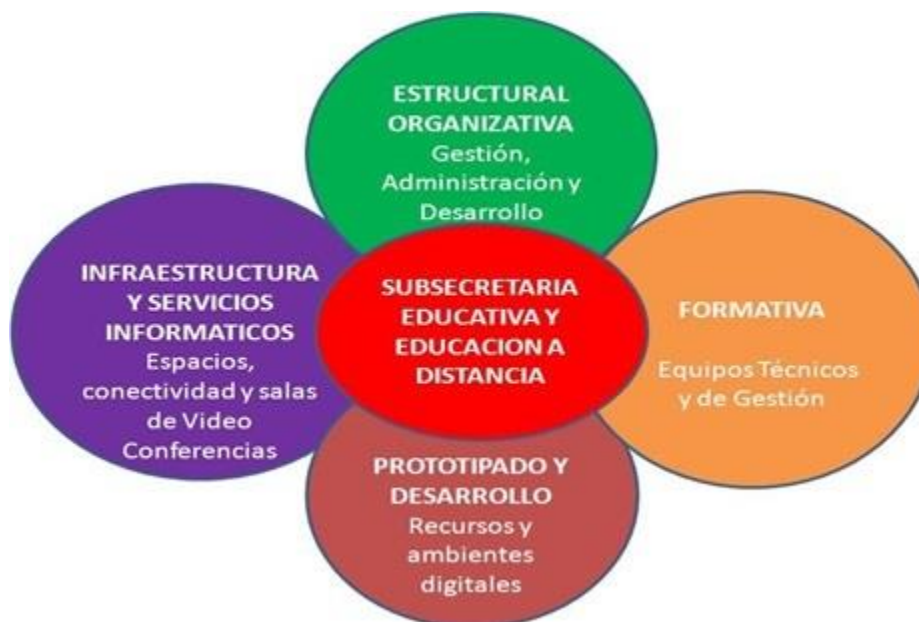 ESTRUCTURAL
ORGANIZATIVA
Gestión,
Administración y
Desarrollo
INFRAESTRUCTURA
Y SERVICIOS
INFORMATICOS
Espacios,
conectividad y salas
de Video
Conferencias
SUBSECRETARIA
EDUCATIVA Y
EDUCACION A
DISTANCIA
FORMATIVA
Equipos Técnicos
y de Gestión
PROTOTIPADO Y
DESARROLLO
Recursos y
ambientes
digitales